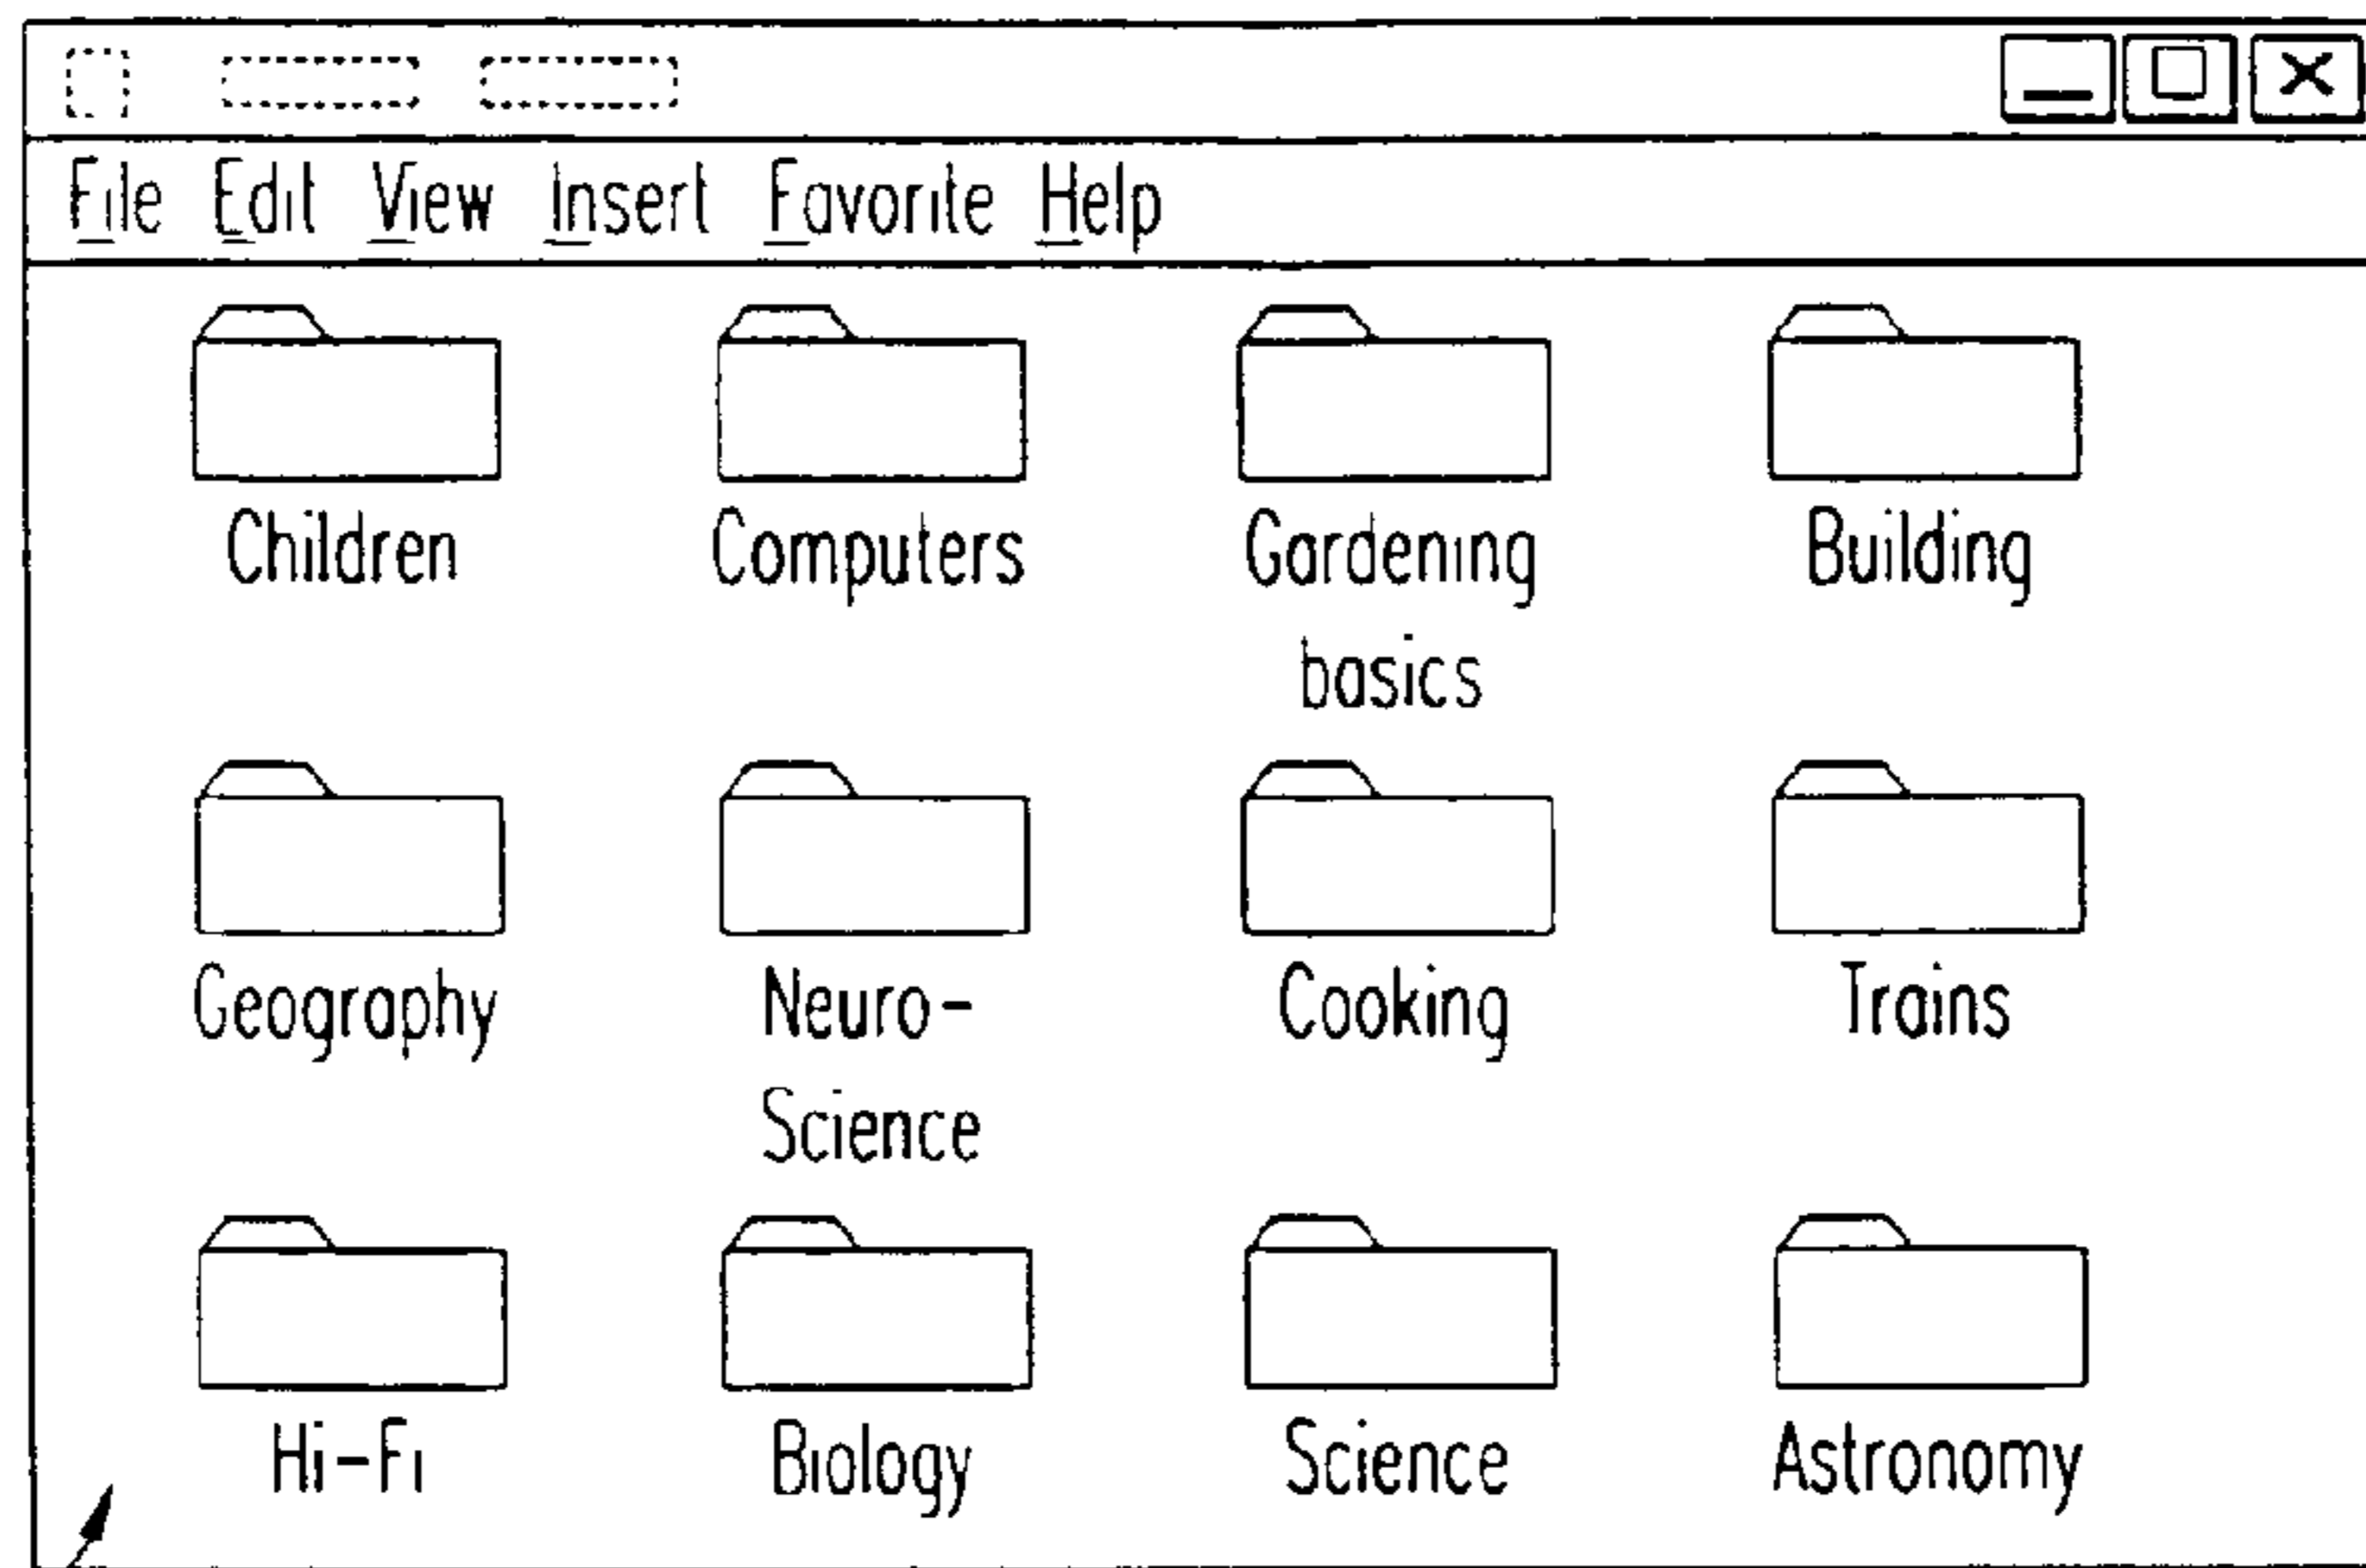 File Edit View Insert Favorite Help
Children Computers Gardening Building
basics
Geography Neuro- Cooking Trains
Science
Hi-Fi Biology Science Astronomy